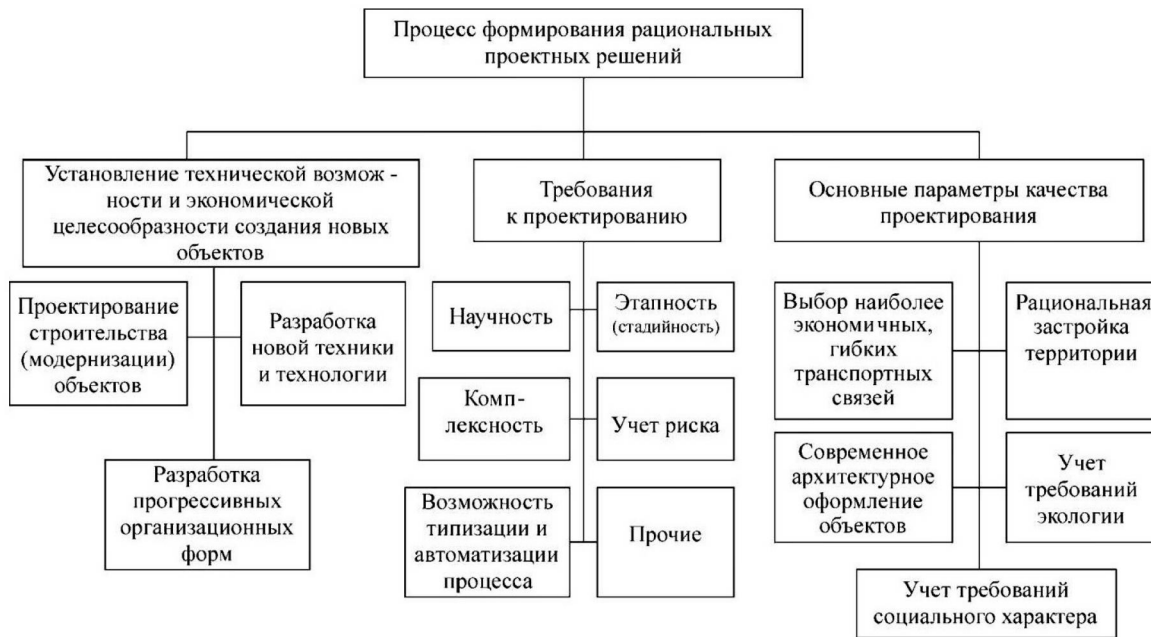 Процесс формирования рациональных
проектных решений
Установление технической возмож -
ности и экономической
целесообразности создания новых
объектов
Требования
к проектированию
Основные параметры качества
проектирования
Проектирование
строительства
(модернизации)
объектов
Разработка
новой техники
и технологии
Разработка
прогрессивных
организационных
форм
Научность
Этапность
(стадийность)
Комп-
лексность
Учет риска
Возможность
типизации и
автоматизации
процесса
Прочие
Выбор наиболее
экономичных,
гибких
транспортных
связей
Рациональная
застройка
территории
Современное
архитектурное
оформление
объектов
Учет
требований
экологии
Учет требований
социального характера